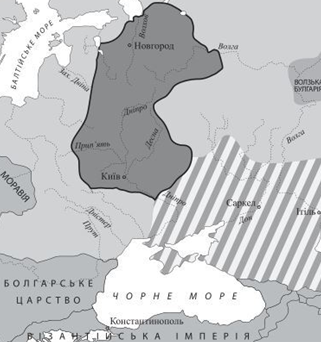 БАЛТІЙСЬКЕ МОРЕ
Волхов
Новгород
Волга
Зах. Двіна
ВОЛЗЬКА
БУЛГАРІЯ
Дніпро
Десна
Волга
Прип'ять
Київ
МОРАВІЯ
Дніпро
Саркел
Дністер
Дон
Ітіль
Прут
БОЛГАРСЬКЕ
ЦАРСТВО
ЧОРНЕ МОРЕ
Константинополь
ВІЗАНТІЙСЬКА ІМПЕРІЯ